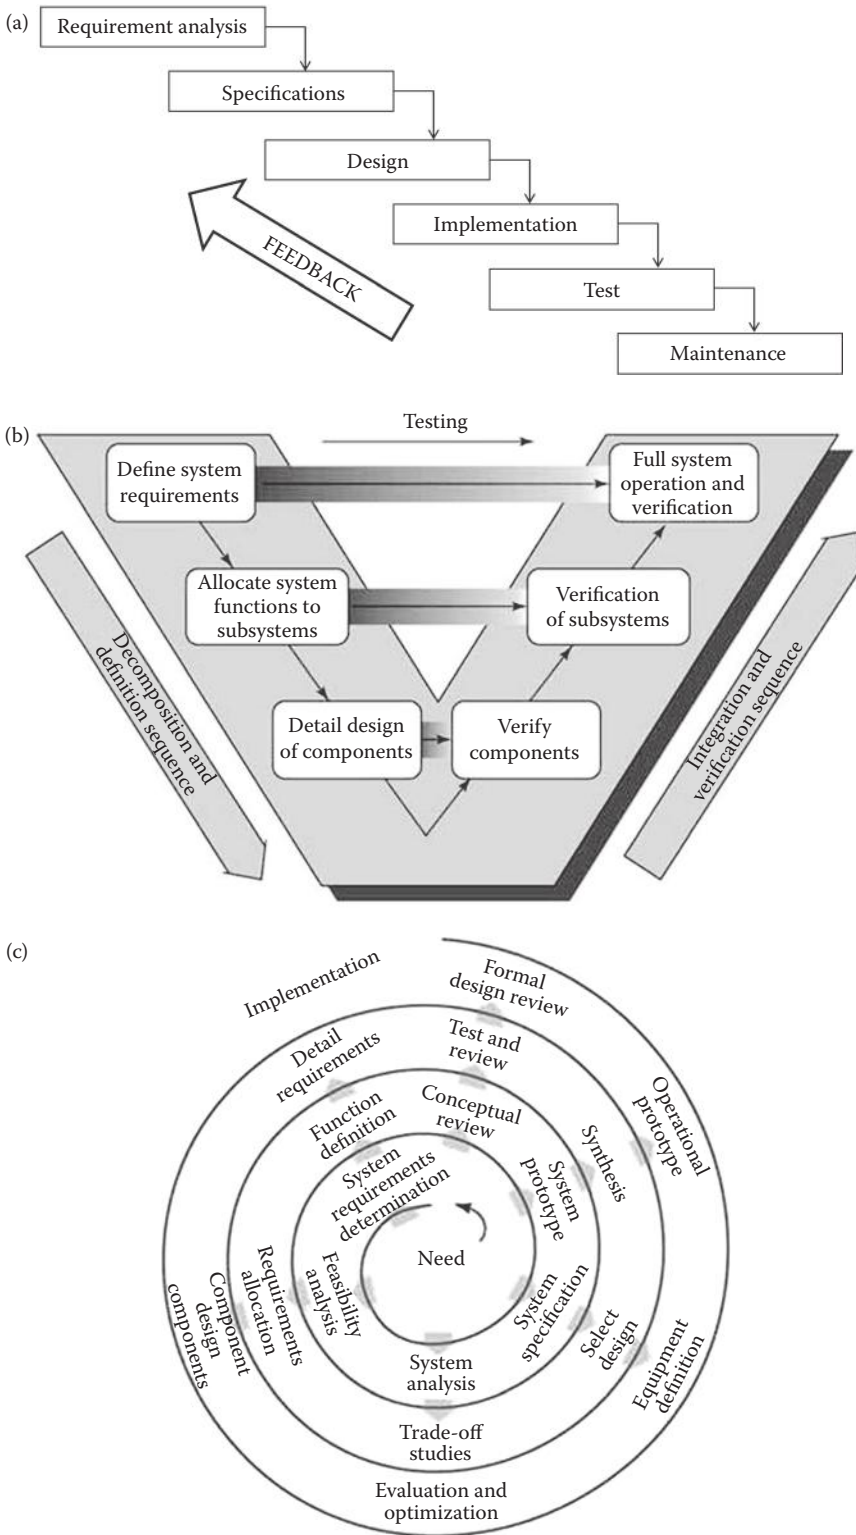 (a)
Requirement analysis
Specifications
Design
Implementation
Test
Maintenance
FEEDBACK
(b)
Testing
Define system
requirements
Full system
operation and
verification
Allocate system
functions to
subsystems
Verification
of subsystems
Detail design
of components
Verify
components
Decomposition and
definition sequence
Integration and
verification sequence
(c)
Implementation
Formal
design review
Detail
requirements
Test and
review
Function
definition
Conceptual
review
Operational
prototype
Synthesis
System
requirements
determination
System
prototype
Need
Feasibility
analysis
Requirements
allocation
Component
design
components
System
specification
Select
design
Equipment
definition
System
analysis
Trade-off
studies
Evaluation and
optimization